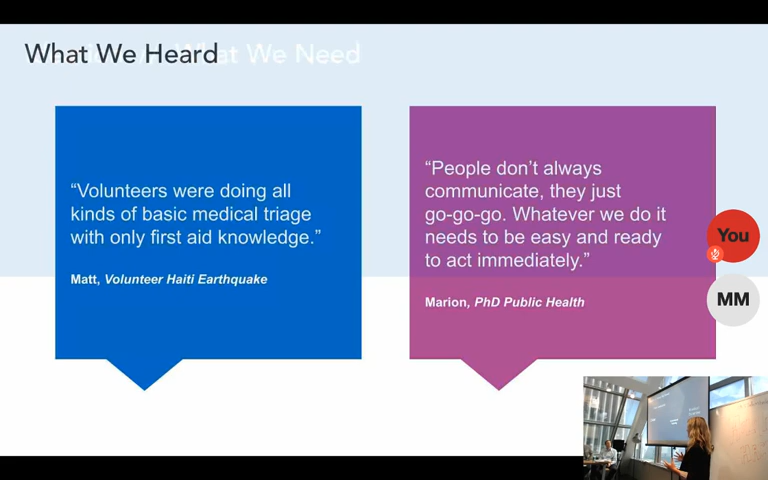 What We Heard
What We Need
“Volunteers were doing all
kinds of basic medical triage
with only first aid knowledge.”
Matt, Volunteer Haiti Earthquake
“People don’t always
communicate, they just
go-go-go. Whatever we do it
needs to be easy and ready
to act immediately.”
Marion, PhD Public Health
You
MM